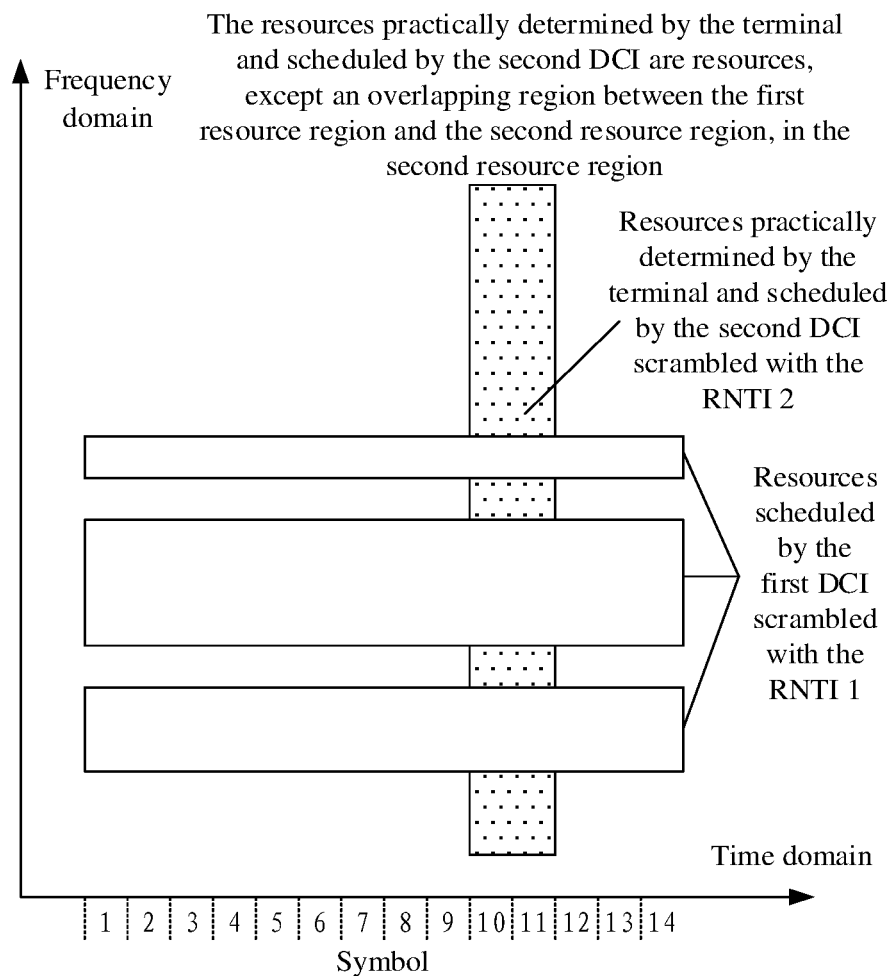 The resources practically determined by the terminal
and scheduled by the second DCI are resources,
except an overlapping region between the first
resource region and the second resource region, in the
second resource region
Frequency
domain
Resources practically
determined by the
terminal and scheduled
by the second DCI
scrambled with the
RNTI 2
Resources
scheduled
by the
first DCI
scrambled
with the
RNTI 1
Time domain
1 2 3 4 5 6 7 8 9 10 11 12 13 14
Symbol